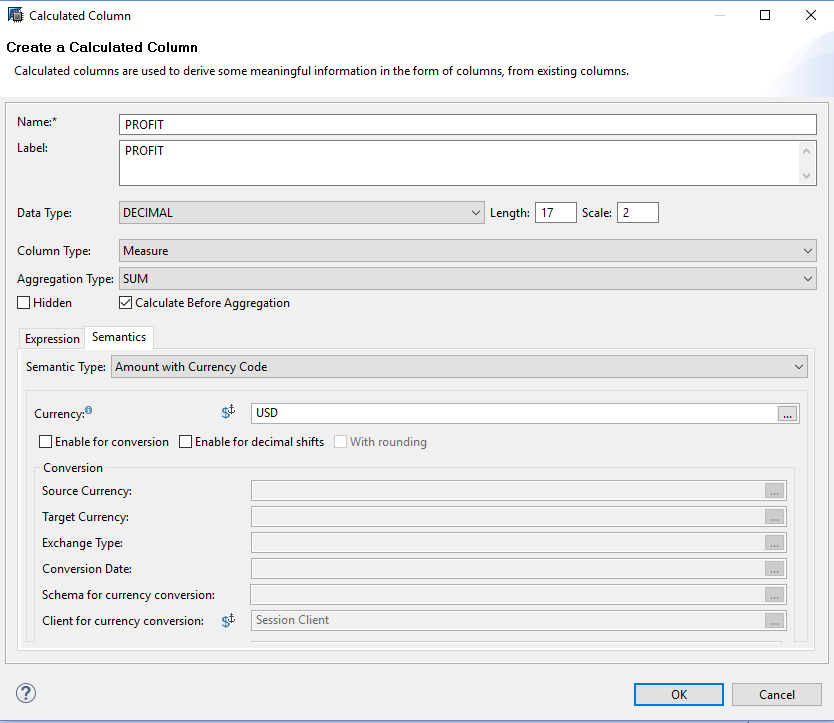 Calculated Column
Create a Calculated Column
Calculated columns are used to derive some meaningful information in the form of columns, from existing columns.
Name:* PROFIT
Label: PROFIT
Data Type: DECIMAL Length: 17 Scale: 2
Column Type: Measure
Aggregation Type: SUM
Hidden Calculate Before Aggregation
Expression Semantics
Semantic Type: Amount with Currency Code
Currency: USD ...
Enable for conversion Enable for decimal shifts With rounding
Conversion
Source Currency: ...
Target Currency: ...
Exchange Type: ...
Conversion Date: ...
Schema for currency conversion: ...
Client for currency conversion: Session Client ...
OK Cancel